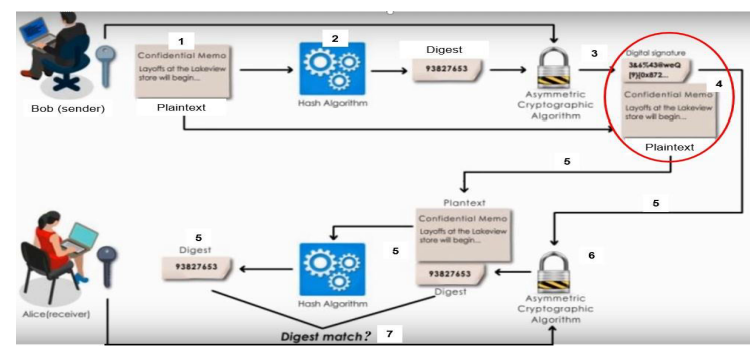 1
2
Digest
3
Digital signature
Confidential Memo
Layoffs at the Lakeview
store will begin...
93827653
3&6%43@weQ
[9}[0x872...
4
Bob (sender)
Plaintext
Hash Algorithm
Asymmetric
Cryptographic
Algorithm
Confidential Memo
Layoffs at the Lakeview
store will begin...
Plaintext
5
Plantext
5
5
Digest
Confidential Memo
Layoffs at the Lakeview
store will begin...
5
6
93827653
93827653
Hash Algorithm
Digest
Asymmetric
Cryptographic
Algorithm
Alice(receiver)
Digest match? 7